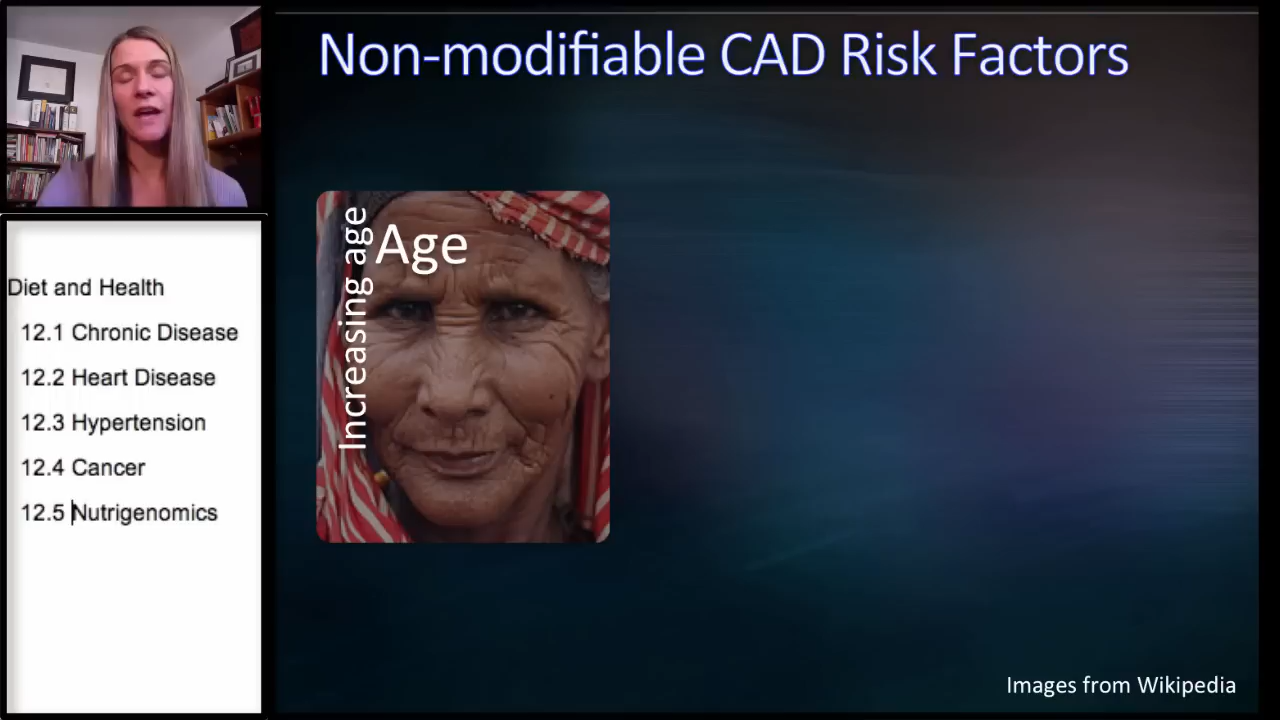 Non-modifiable CAD Risk Factors
Age
Increasing age
Diet and Health
12.1 Chronic Disease
12.2 Heart Disease
12.3 Hypertension
12.4 Cancer
12.5 Nutrigenomics
Images from Wikipedia